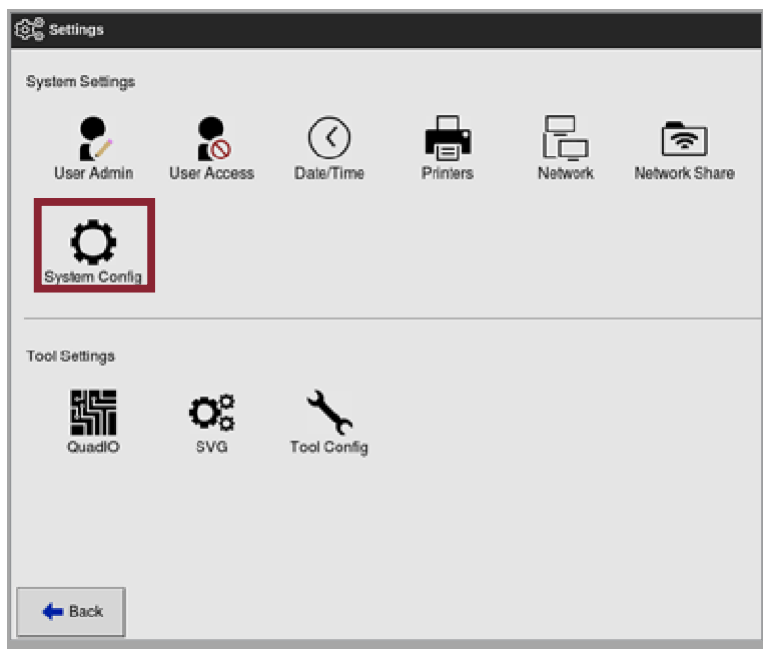 Settings
System Settings
User Admin User Access Date/Time Printers Network Network Share
System Config
Tool Settings
QuadIO SVG Tool Config
Back